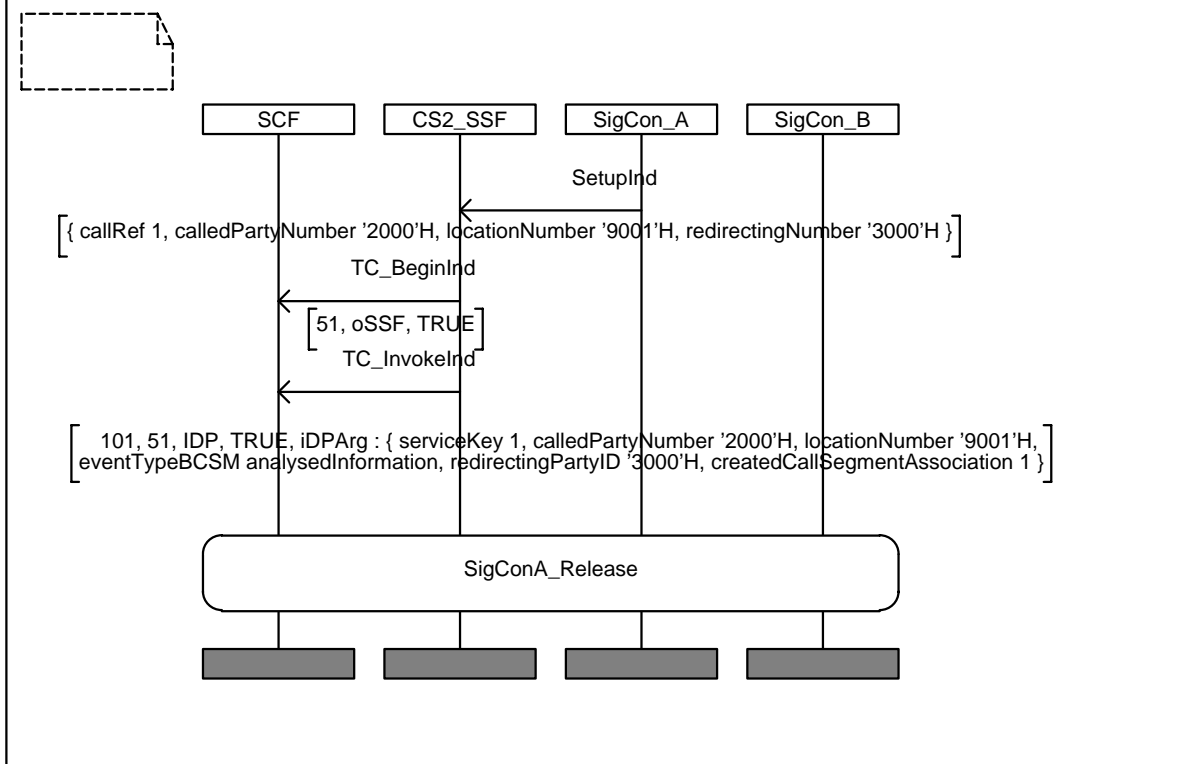 SCF CS2_SSF SigCon_A SigCon_B
SetupInd
{ callRef 1, calledPartyNumber '2000'H, locationNumber '9001'H, redirectingNumber '3000'H }
TC_BeginInd
51, oSSF, TRUE
TC_InvokeInd
101, 51, IDP, TRUE, iDPArg : { serviceKey 1, calledPartyNumber '2000'H, locationNumber '9001'H,
eventTypeBCSM analysedInformation, redirectingPartyID '3000'H, createdCallSegmentAssociation 1 }
SigConA_Release